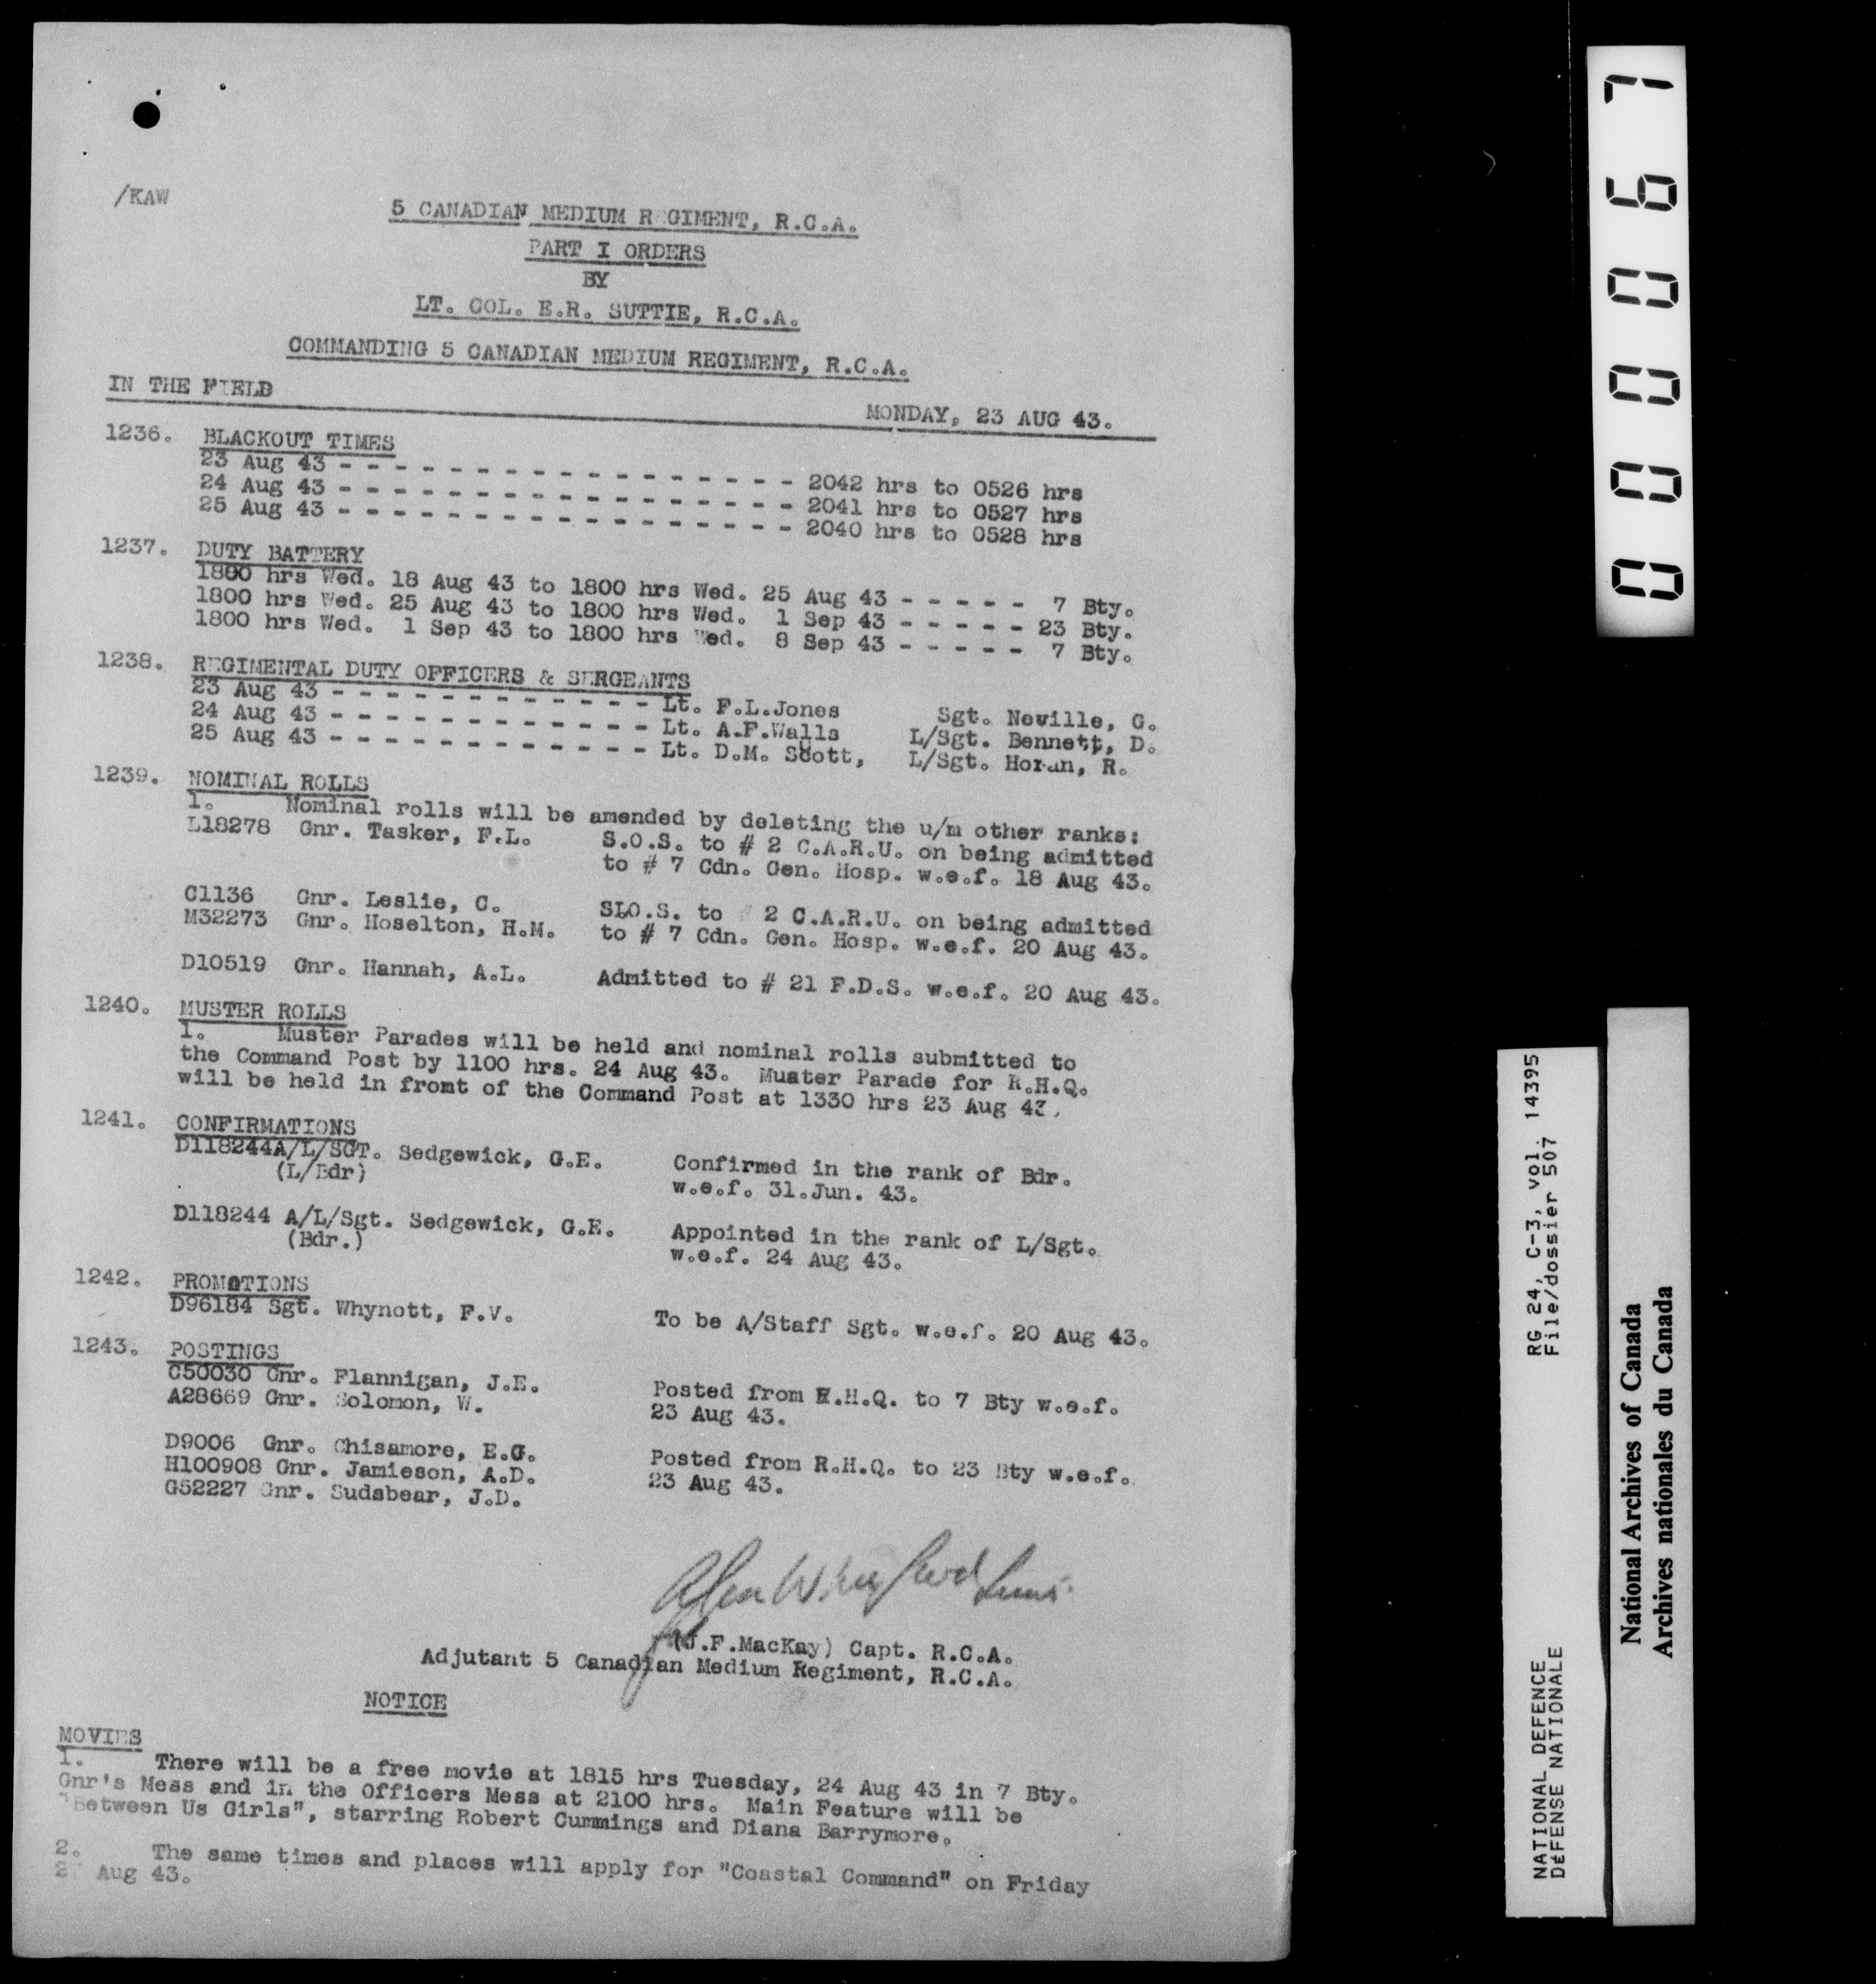 /KAW
5 CANADIAN MEDIUM REGIMENT, R.C.A.
PART I ORDERS
BY
LT. COL. E.R. SUTTIE, R.C.A.
COMMANDING 5 CANADIAN MEDIUM REGIMENT, R.C.A.
IN THE FIELD
MONDAY, 23 AUG 43.
1236. BLACKOUT TIMES
23 Aug 43 - - - - - - - - - - - - - - - - - 2042 hrs to 0526 hrs
24 Aug 43 - - - - - - - - - - - - - - - - - 2041 hrs to 0527 hrs
25 Aug 43 - - - - - - - - - - - - - - - - - 2040 hrs to 0528 hrs
1237. DUTY BATTERY
1800 hrs Wed. 18 Aug 43 to 1800 hrs Wed. 25 Aug 43 - - - - - 7 Bty.
1800 hrs Wed. 25 Aug 43 to 1800 hrs Wed. 1 Sep 43 - - - - - 23 Bty.
1800 hrs Wed. 1 Sep 43 to 1800 hrs Wed. 8 Sep 43 - - - - - 7 Bty.
1238. REGIMENTAL DUTY OFFICERS & SERGEANTS
23 Aug 43 - - - - - - - - - - - - Lt. F.L.Jones Sgt. Neville, G.
24 Aug 43 - - - - - - - - - - - - Lt. A.F.Walls L/Sgt. Bennett, D.
25 Aug 43 - - - - - - - - - - - - Lt. D.M. Scott, L/Sgt. Horan, R.
1239. NOMINAL ROLLS
1. Nominal rolls will be amended by deleting the u/m other ranks:
L18278 Gnr. Tasker, F.L. S.O.S. to # 2 C.A.R.U. on being admitted
to # 7 Cdn. Gen. Hosp. w.e.f. 18 Aug 43.
C1136 Gnr. Leslie, C. SLO.S. to # 2 C.A.R.U. on being admitted
M32273 Gnr. Hoselton, H.M. to # 7 Cdn. Gen. Hosp. w.e.f. 20 Aug 43.
D10519 Gnr. Hannah, A.L. Admitted to # 21 F.D.S. w.e.f. 20 Aug 43.
1240. MUSTER ROLLS
1. Muster Parades will be held and nominal rolls submitted to
the Command Post by 1100 hrs. 24 Aug 43. Muater Parade for R.H.Q.
will be held in fromt of the Command Post at 1330 hrs 23 Aug 43.
1241. CONFIRMATIONS
D118244A/L/SGT. Sedgewick, G.E. Confirmed in the rank of Bdr.
(L/Bdr) w.e.f. 31.Jun. 43.
D118244 A/L/Sgt. Sedgewick, G.E. Appointed in the rank of L/Sgt.
(Bdr.) w.e.f. 24 Aug 43.
1242. PROMOTIONS
D96184 Sgt. Whynott, F.V. To be A/Staff Sgt. w.e.f. 20 Aug 43.
1243. POSTINGS
C50030 Gnr. Flannigan, J.E. Posted from R.H.Q. to 7 Bty w.e.f.
A28669 Gnr. Solomon, W. 23 Aug 43.
D9006 Gnr. Chisamore, E.G. Posted from R.H.Q. to 23 Bty w.e.f.
H100908 Gnr. Jamieson, A.D. 23 Aug 43.
G52227 Gnr. Sudsbear, J.D.
(J.F.MacKay) Capt. R.C.A.
Adjutant 5 Canadian Medium Regiment, R.C.A.
NOTICE
MOVIES
1. There will be a free movie at 1815 hrs Tuesday, 24 Aug 43 in 7 Bty.
Gnr's Mess and in the Officers Mess at 2100 hrs. Main Feature will be
"Between Us Girls", starring Robert Cummings and Diana Barrymore.
2. The same times and places will apply for "Coastal Command" on Friday
27 Aug 43.
000067
RG 24, C-3, vol. 14395
File/dossier 507
NATIONAL DEFENCE
DÉFENSE NATIONALE
National Archives of Canada
Archives nationales du Canada